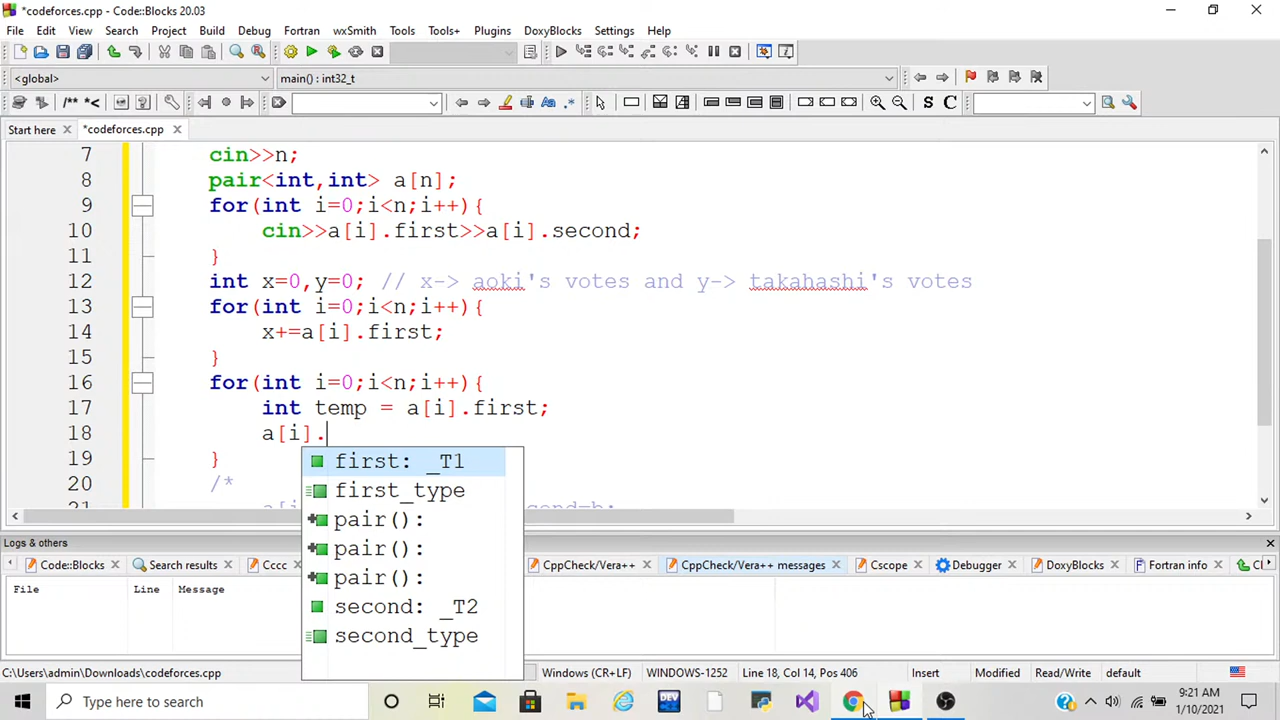 *codeforces.cpp - Code::Blocks 20.03
File Edit View Search Project Build Debug Fortran wxSmith Tools Tools+ Plugins DoxyBlocks Settings Help
<global> main() : int32_t
/** *< Aa .* S C
Start here *codeforces.cpp
7 cin>>n;
8 pair<int,int> a[n];
9 for(int i=0;i<n;i++){
10 cin>>a[i].first>>a[i].second;
11 }
12 int x=0,y=0; // x-> aoki's votes and y-> takahashi's votes
13 for(int i=0;i<n;i++){
14 x+=a[i].first;
15 }
16 for(int i=0;i<n;i++){
17 int temp = a[i].first;
18 a[i].
19 }
20 /*
first: _T1
first_type
pair():
pair():
pair():
second: _T2
second_type
Logs & others
Code::Blocks Search results Cccc CppCheck/Vera++ CppCheck/Vera++ messages Cscope Debugger DoxyBlocks Fortran info Cl
File Line Message
C:\Users\admin\Downloads\codeforces.cpp Windows (CR+LF) WINDOWS-1252 Line 18, Col 14, Pos 406 Insert Modified Read/Write default
Type here to search DEV 9:21 AM
1/10/2021